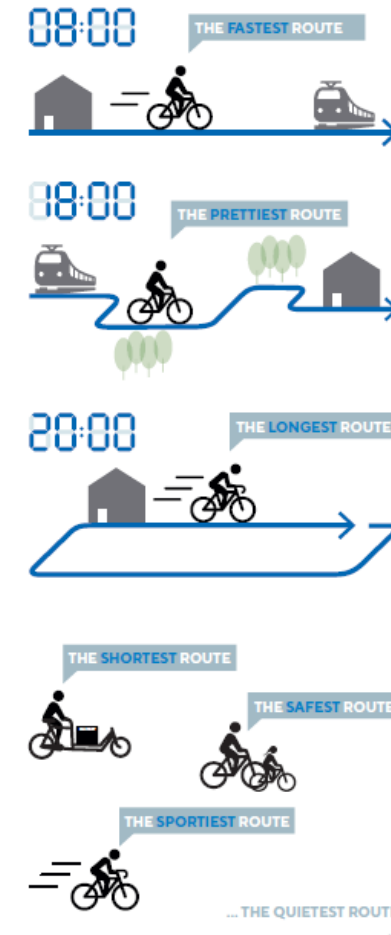 08:00
THE FASTEST ROUTE
18:00
THE PRETTIEST ROUTE
20:00
THE LONGEST ROUTE
THE SHORTEST ROUTE
THE SAFEST ROUTE
THE SPORTIEST ROUTE
... THE QUIETEST ROUT